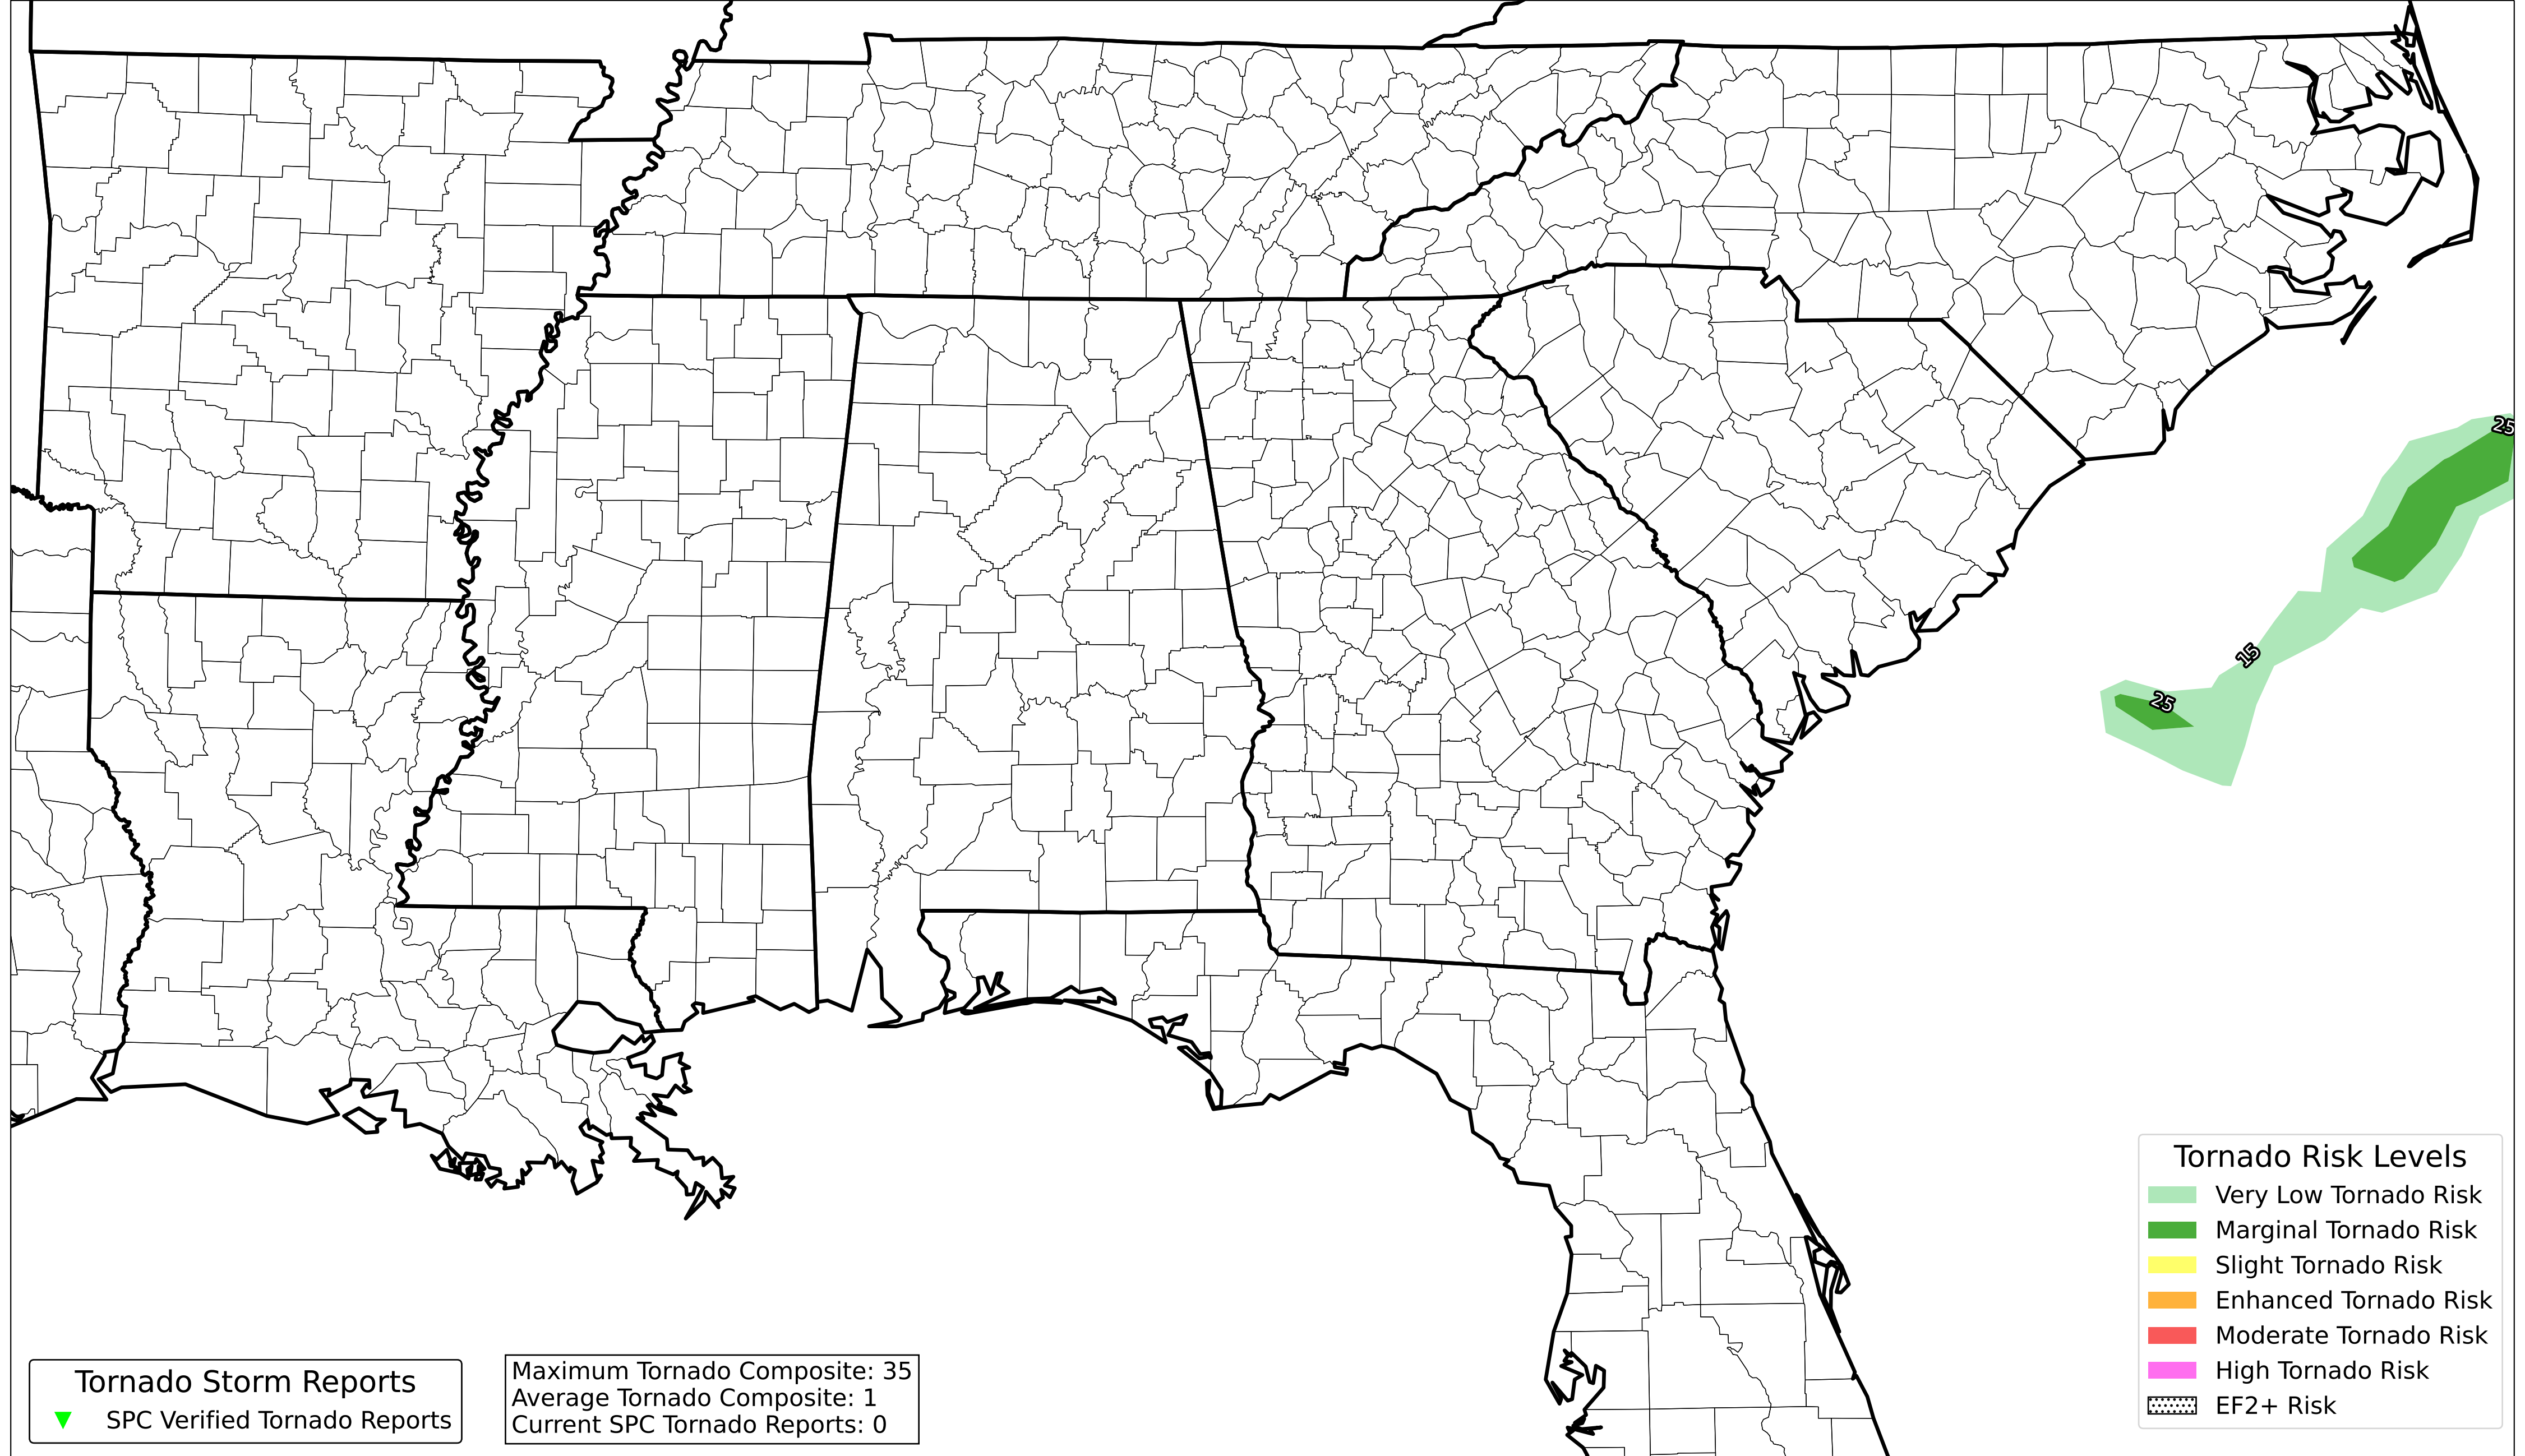 25
15
25
Tornado Risk Levels
Very Low Tornado Risk
Marginal Tornado Risk
Slight Tornado Risk
Enhanced Tornado Risk
Moderate Tornado Risk
High Tornado Risk
EF2+ Risk
Tornado Storm Reports
SPC Verified Tornado Reports
Maximum Tornado Composite: 35
Average Tornado Composite: 1
Current SPC Tornado Reports: 0